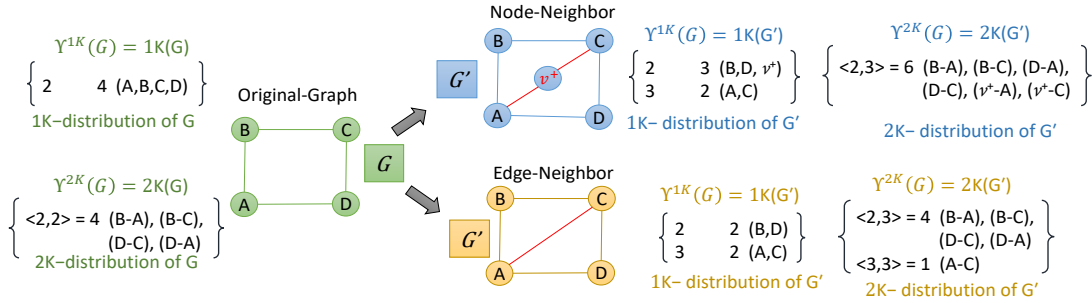 ϒ^1K(G) = 1K(G)
2 4 (A,B,C,D)
1K−distribution of G
ϒ^2K(G) = 2K(G)
<2,2> = 4 (B-A), (B-C),
(D-C), (D-A)
2K−distribution of G
Original-Graph
B
C
A
D
G
Node-Neighbor
G'
B
C
ν+
A
D
ϒ^1K(G) = 1K(G′)
2 3 (B,D, ν+)
3 2 (A,C)
1K− distribution of G′
ϒ^2K(G) = 2K(G′)
<2,3> = 6 (B-A), (B-C), (D-A),
(D-C), (ν+-A), (ν+-C)
2K− distribution of G′
Edge-Neighbor
G'
B
C
A
D
ϒ^1K(G) = 1K(G′)
2 2 (B,D)
3 2 (A,C)
1K− distribution of G′
ϒ^2K(G) = 2K(G′)
<2,3> = 4 (B-A), (B-C)
(D-C), (D-A)
<3,3> = 1 (A-C)
2K− distribution of G′